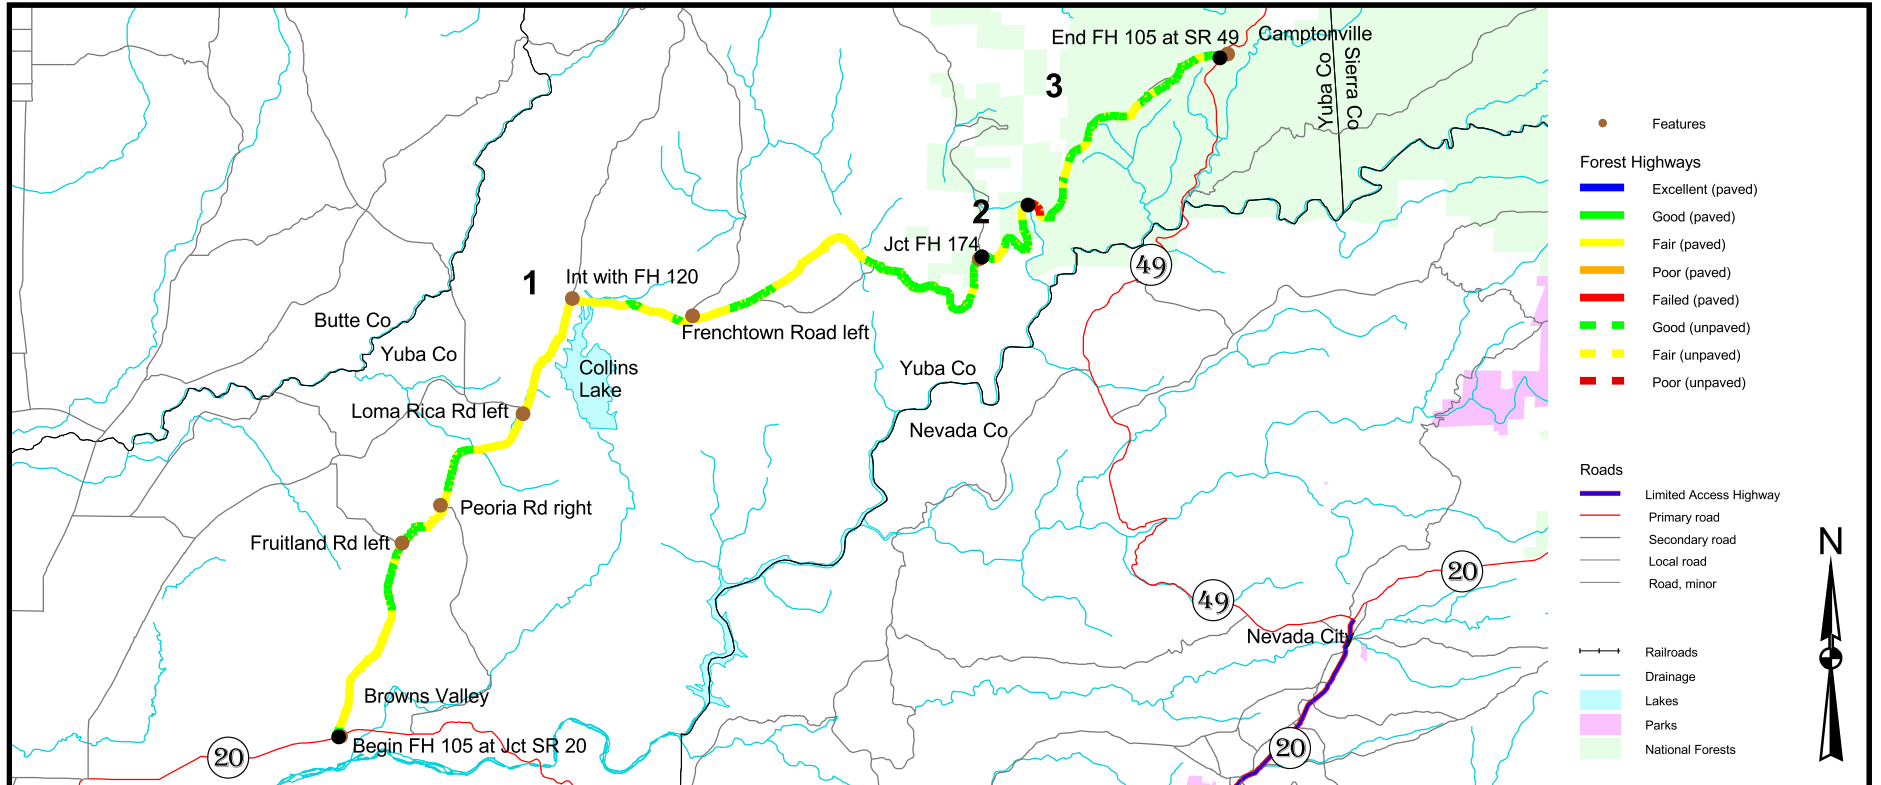 End FH 105 at SR 49
Camptonville
3
Yuba Co
Sierra Co
2
Jct FH 174
49
1
Int with FH 120
Butte Co
Frenchtown Road left
Yuba Co
Collins
Lake
Yuba Co
Loma Rica Rd left
Nevada Co
Peoria Rd right
Fruitland Rd left
20
49
Nevada City
Browns Valley
Begin FH 105 at Jct SR 20
20
20
Features
Forest Highways
Excellent (paved)
Good (paved)
Fair (paved)
Poor (paved)
Failed (paved)
Good (unpaved)
Fair (unpaved)
Poor (unpaved)
Roads
Limited Access Highway
Primary road
Secondary road
Local road
Road, minor
Railroads
Drainage
Lakes
Parks
National Forests
N